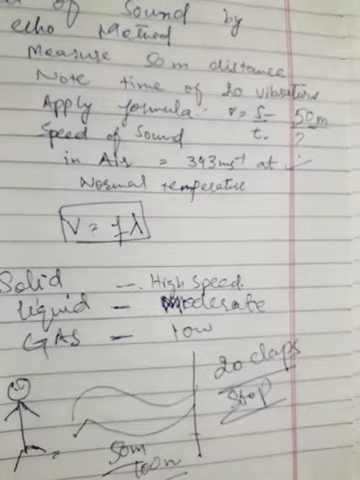 of Sound by
echo Method
Measure 50m distance
Note time of 20 vibrations
Apply formula:- v = S/t. 50m/?
Speed of Sound
in Air = 343ms⁻¹ at
Normal temperature
V = fλ
Solid — High Speed.
Liquid — Moderate
GAS — low
20 claps
Stop
50m
100m